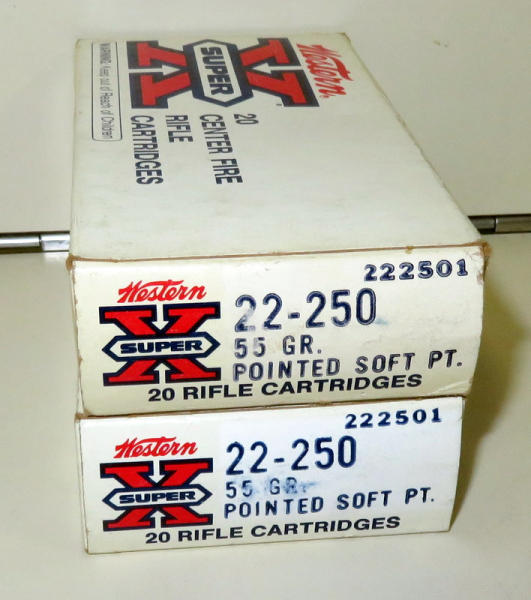 Western
SUPER X
20
CENTER FIRE
RIFLE
CARTRIDGES
WARNING: Keep out of Reach of Children
222501
Western
SUPER X
22-250
55 GR.
POINTED SOFT PT.
20 RIFLE CARTRIDGES
222501
Western
SUPER X
22-250
55 GR.
POINTED SOFT PT.
20 RIFLE CARTRIDGES